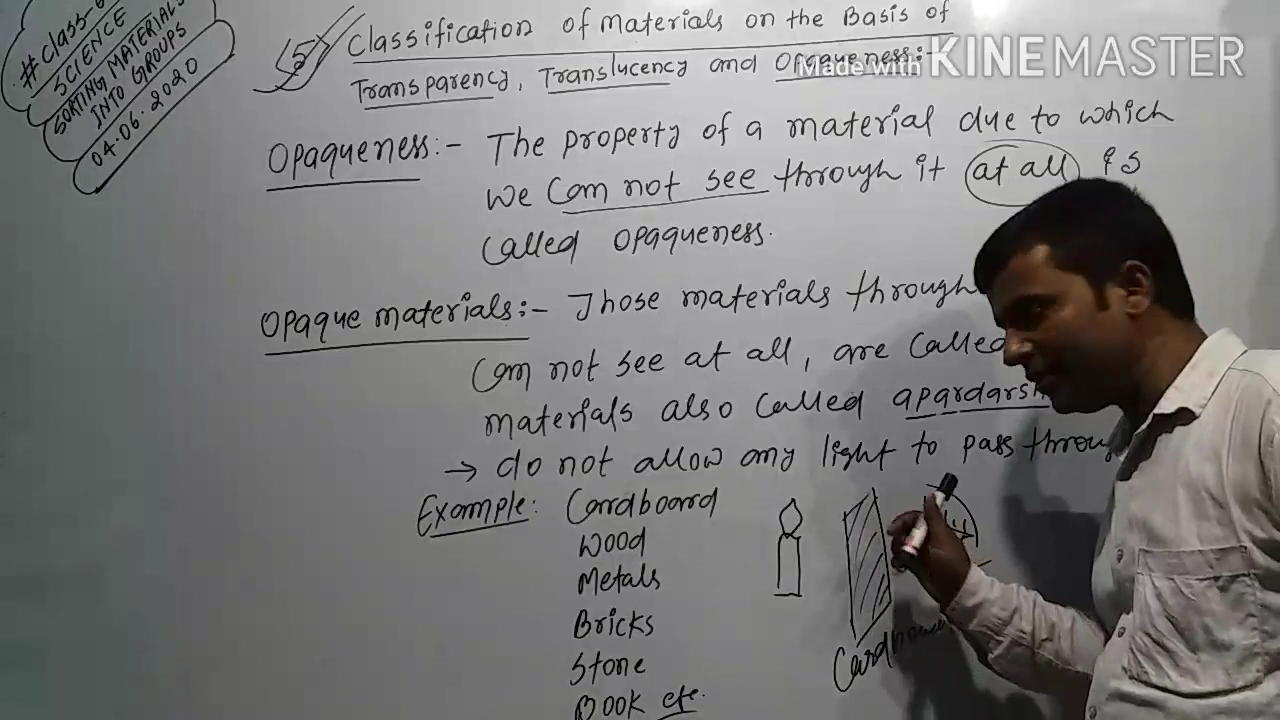 #Class-6
SCIENCE
SORTING MATERIALS
INTO GROUPS
04.06.2020
(5) Classification of Materials on the Basis of
Transparency, Translucency and Opaqueness:-
Made with KINEMASTER
Opaqueness:- The property of a material due to which
we can not see through it at all is
called opaqueness.
Opaque materials:- Those materials through
can not see at all, are called
materials also called
→ do not allow any light to pass
Example: Cardboard
Wood
Metals
Bricks
Stone
Book etc.